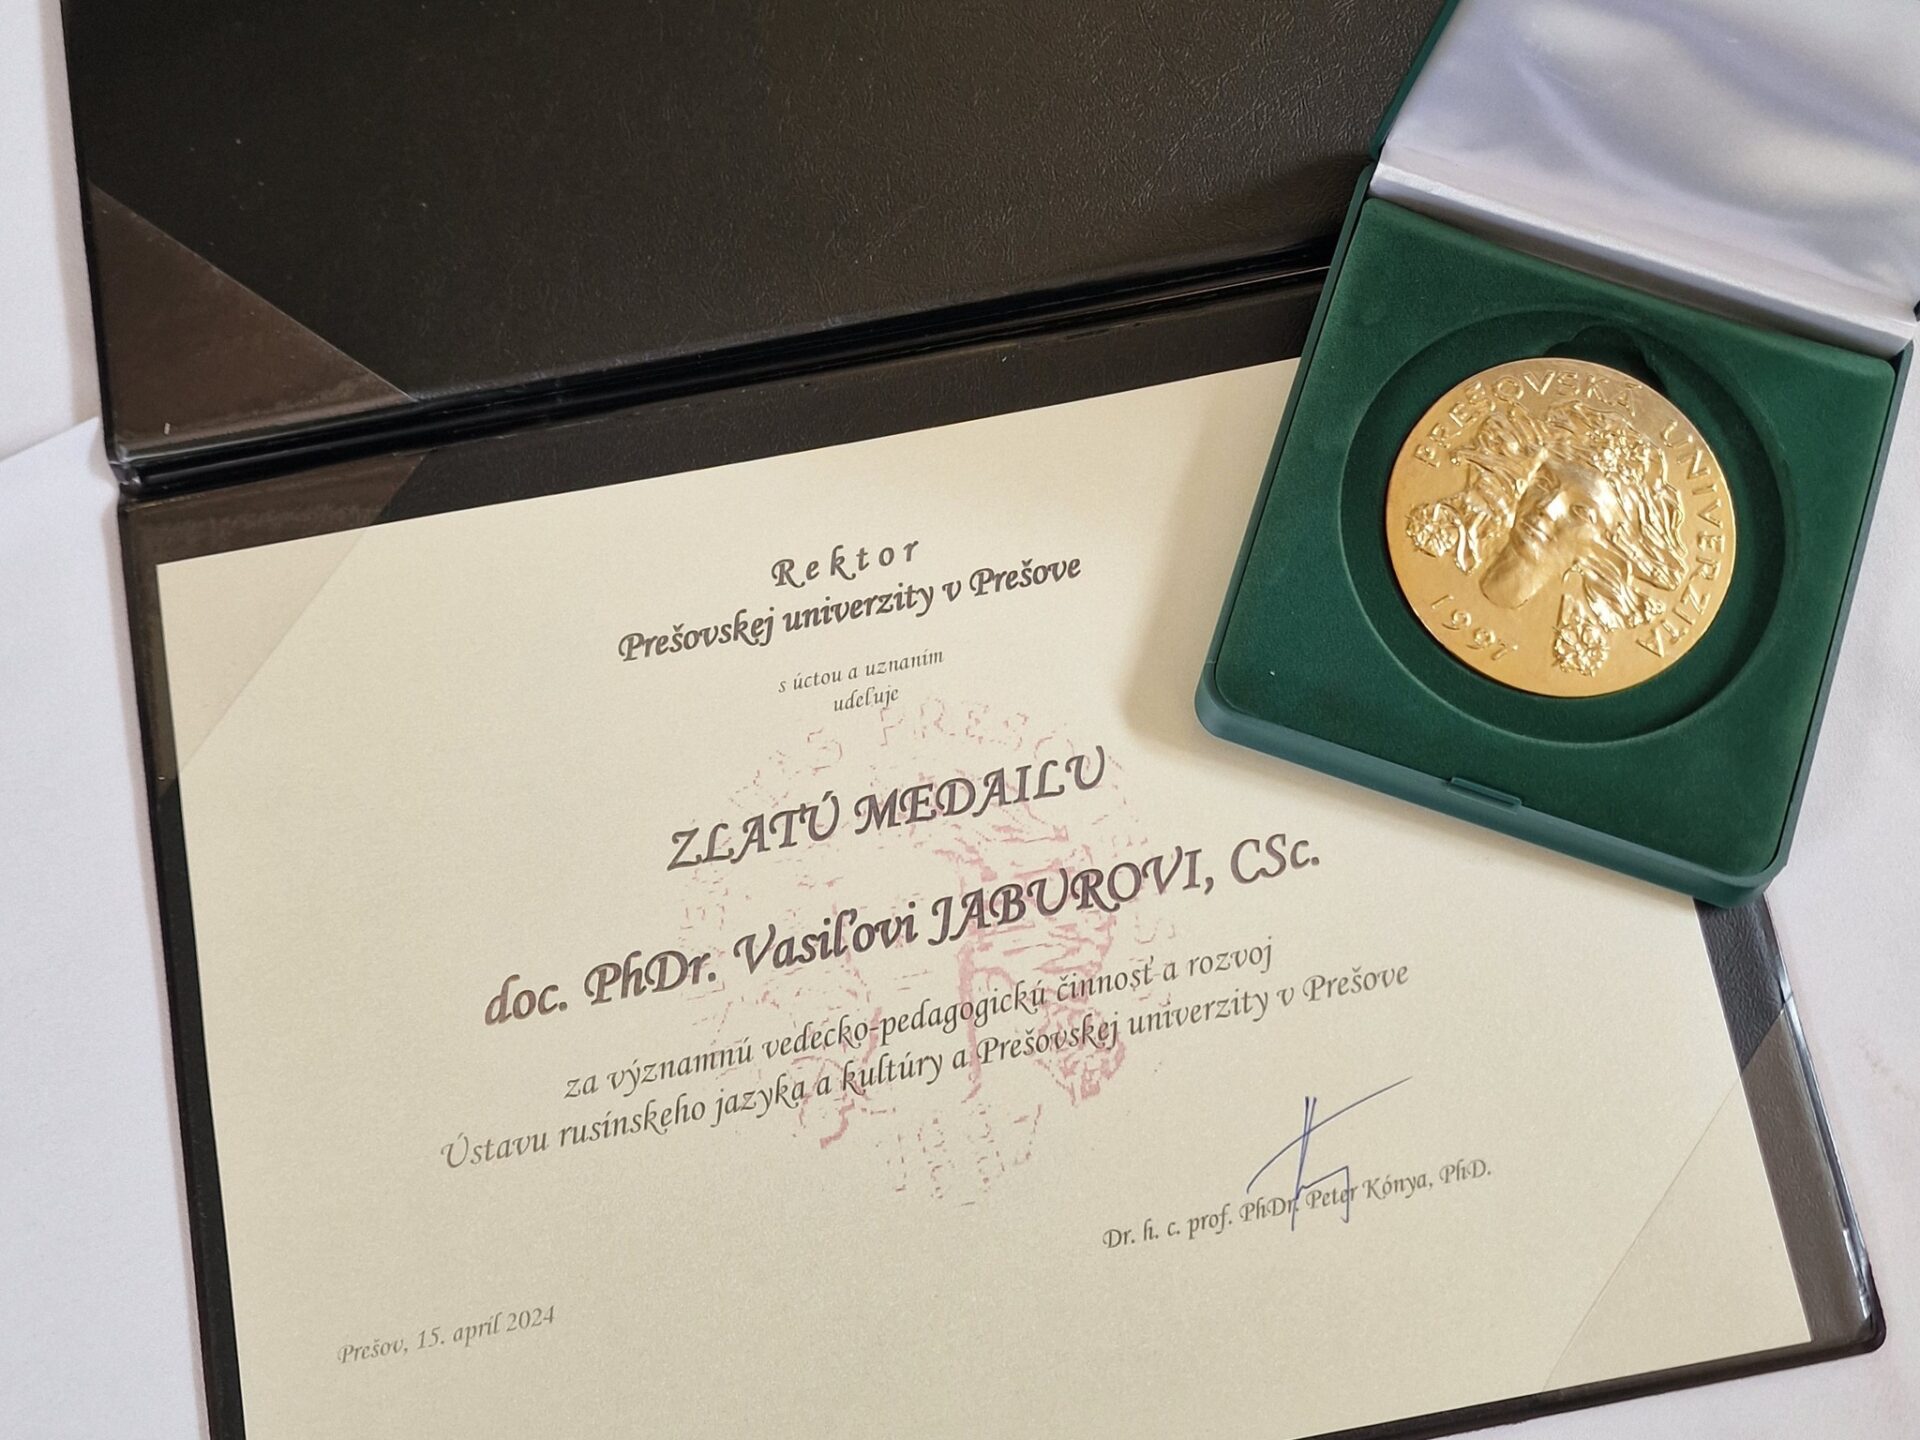 Rektor
Prešovskej univerzity v Prešove
s úctou a uznaním
udeľuje
ZLATÚ MEDAILU
doc. PhDr. Vasiľovi JABUROVI, CSc.
za významnú vedecko-pedagogickú činnosť a rozvoj
Ústavu rusínskeho jazyka a kultúry a Prešovskej univerzity v Prešove
Dr. h. c. prof. PhDr. Peter Kónya, PhD.
Prešov, 15. apríl 2024
PREŠOVSKÁ UNIVERZITA
1997